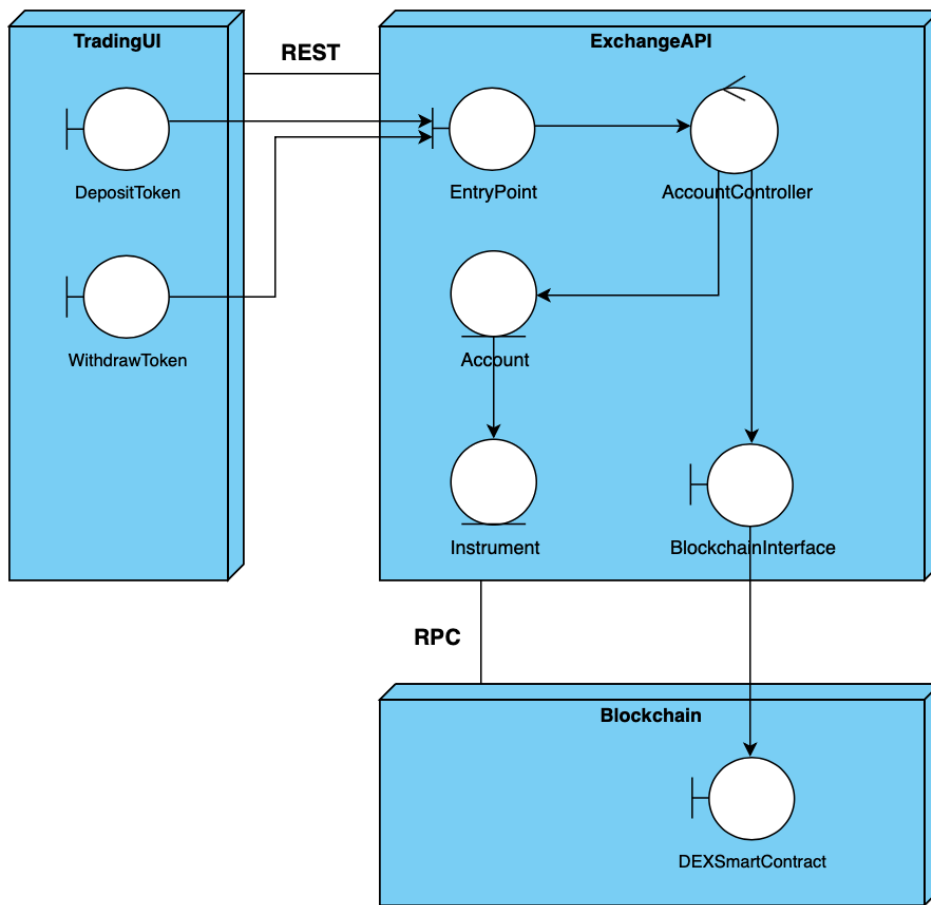 TradingUI
REST
ExchangeAPI
DepositToken
EntryPoint
AccountController
WithdrawToken
Account
Instrument
BlockchainInterface
RPC
Blockchain
DEXSmartContract